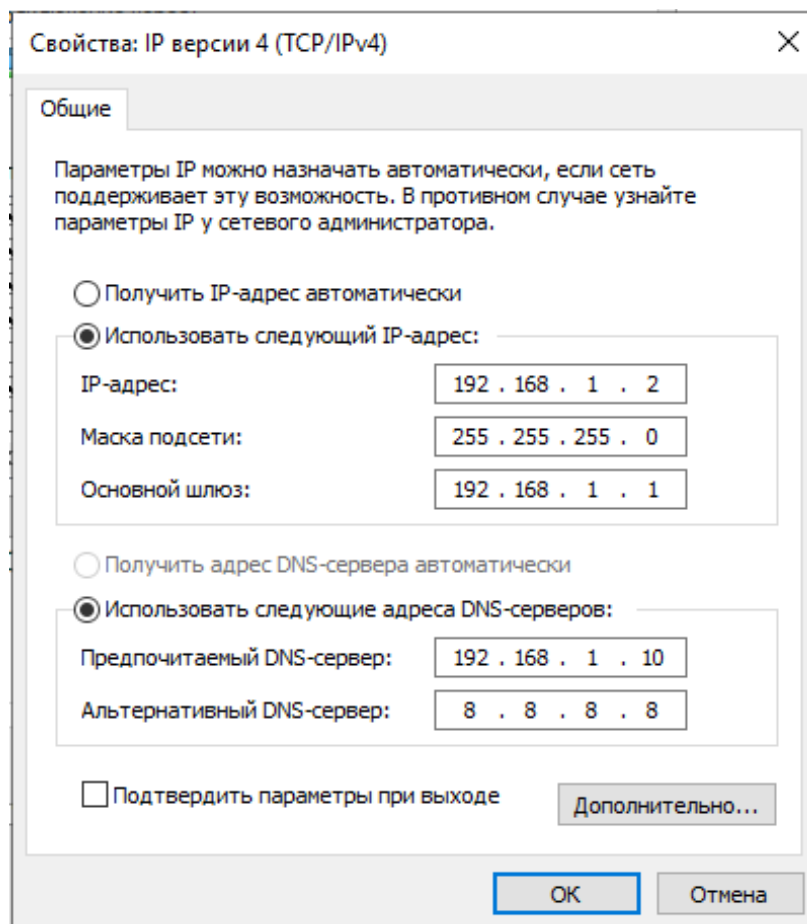 Свойства: IP версии 4 (TCP/IPv4)
Общие
Параметры IP можно назначать автоматически, если сеть
поддерживает эту возможность. В противном случае узнайте
параметры IP у сетевого администратора.
Получить IP-адрес автоматически
Использовать следующий IP-адрес:
IP-адрес: 192 . 168 . 1 . 2
Маска подсети: 255 . 255 . 255 . 0
Основной шлюз: 192 . 168 . 1 . 1
Получить адрес DNS-сервера автоматически
Использовать следующие адреса DNS-серверов:
Предпочитаемый DNS-сервер: 192 . 168 . 1 . 10
Альтернативный DNS-сервер: 8 . 8 . 8 . 8
Подтвердить параметры при выходе
Дополнительно...
ОК Отмена